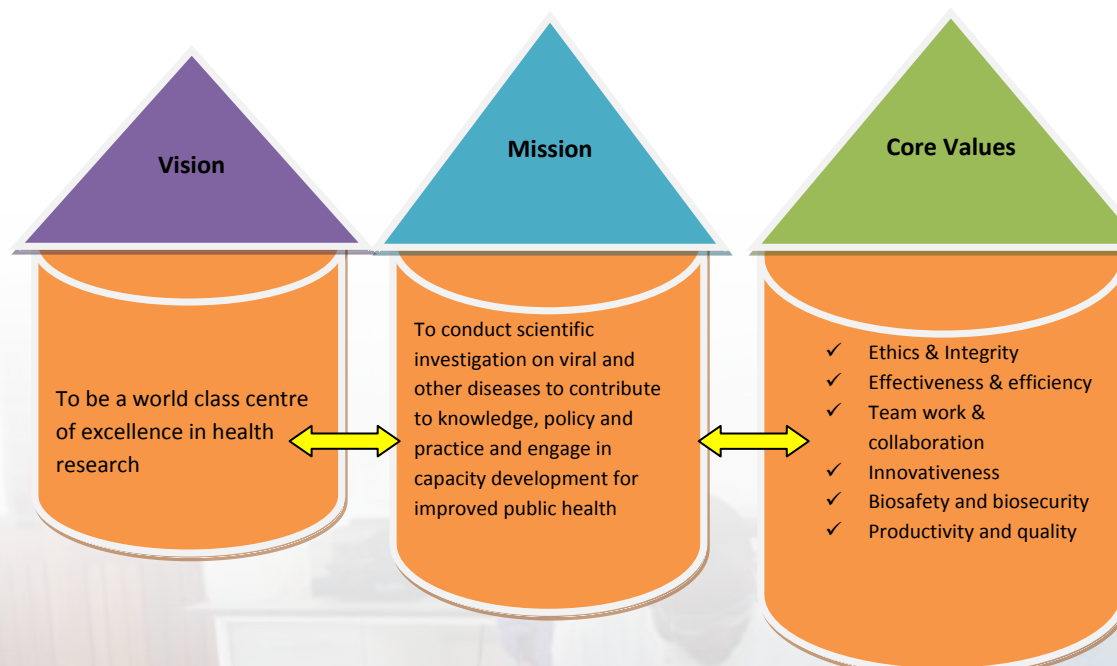 Vision
To be a world class centre
of excellence in health
research
Mission
To conduct scientific
investigation on viral and
other diseases to contribute
to knowledge, policy and
practice and engage in
capacity development for
improved public health
Core Values
✓ Ethics & Integrity
✓ Effectiveness & efficiency
✓ Team work &
collaboration
✓ Innovativeness
✓ Biosafety and biosecurity
✓ Productivity and quality